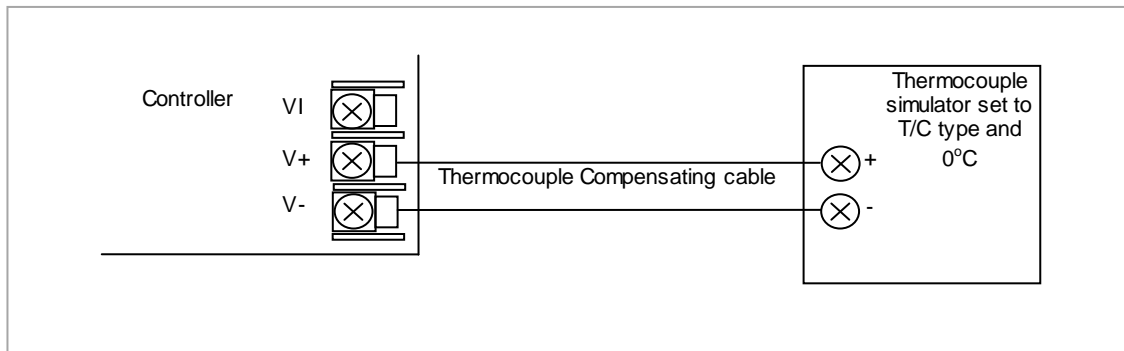 Controller
VI
V+
V-
Thermocouple Compensating cable
+
-
Thermocouple
simulator set to
T/C type and
0°C